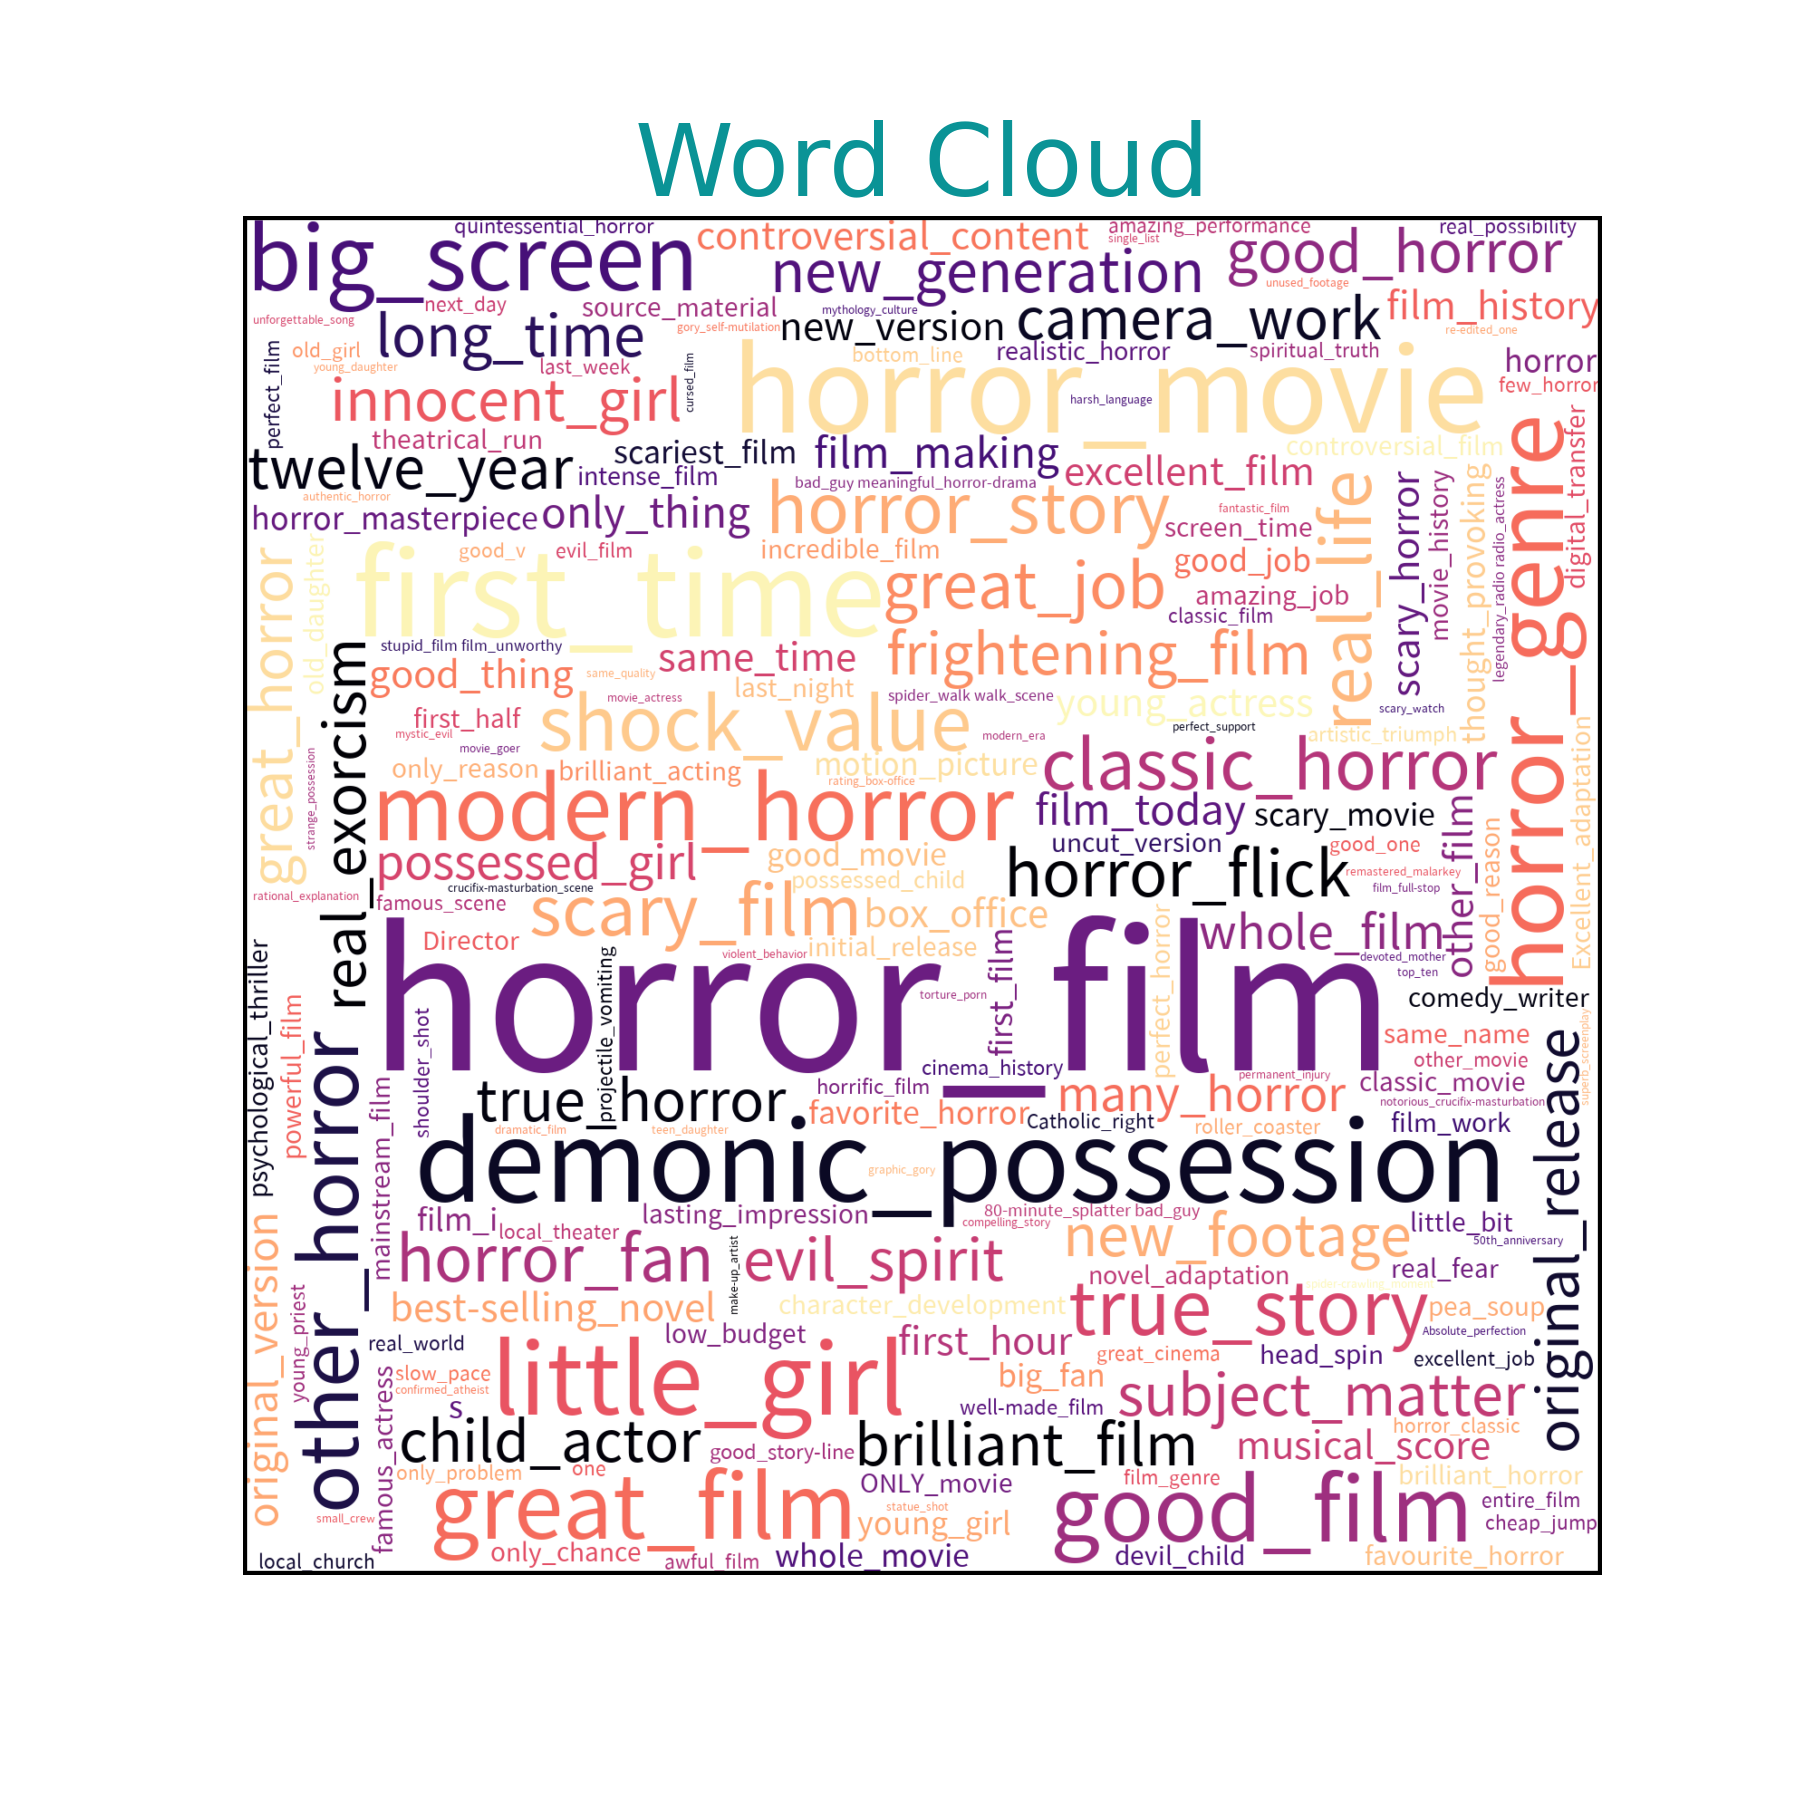 Word Cloud
quintessential_horror
big_screen
controversial_content
amazing_performance
single_list
real_possibility
new_generation
good_horror
unused_footage
next_day
source_material
mythology_culture
film_history
unforgettable_song
long_time
gory_self-mutilation
new_version
camera_work
re-edited_one
old_girl
young_daughter
last_week
bottom_line
realistic_horror
spiritual_truth
horror
few_horror
perfect_film
innocent_girl
cursed_film
horror_movie
harsh_language
theatrical_run
scariest_film
film_making
controversial_film
digital_transfer
twelve_year
intense_film
bad_guy meaningful_horror-drama
excellent_film
authentic_horror
horror_masterpiece
only_thing
horror_story
fantastic_film
screen_time
real_life
scary_horror
movie_history
thought_provoking
legendary_radio radio_actress
horror_genre
good_v
evil_film
incredible_film
good_job
great_horror
old_daughter
first_time
great_job
amazing_job
classic_film
stupid_film film_unworthy
same_time
frightening_film
real_exorcism
good_thing
same_quality
last_night
movie_actress
spider_walk walk_scene
young_actress
scary_watch
first_half
mystic_evil
movie_goer
shock_value
modern_era
perfect_support
artistic_triumph
strange_possession
only_reason
brilliant_acting
motion_picture
rating_box-office
classic_horror
Excellent_adaptation
modern_horror
film_today
scary_movie
uncut_version
good_one
other_film
good_reason
possessed_girl
good_movie
possessed_child
horror_flick
remastered_malarkey
film_full-stop
crucifix-masturbation_scene
rational_explanation
famous_scene
scary_film
box_office
whole_film
Director
violent_behavior
initial_release
devoted_mother
top_ten
psychological_thriller
powerful_film
horror_film
projectile_vomiting
torture_porn
first_film
perfect_horror
comedy_writer
same_name
superb_screenplay
other_horror
shoulder_shot
cinema_history
other_movie
horrific_film
permanent_injury
classic_movie
original_release
mainstream_film
true_horror
favorite_horror
many_horror
notorious_crucifix-masturbation
dramatic_film
teen_daughter
Catholic_right
roller_coaster
film_work
demonic_possession
graphic_gory
film_i
local_theater
lasting_impression
80-minute_splatter bad_guy
compelling_story
new_footage
little_bit
50th_anniversary
original_version
horror_fan
make-up_artist
evil_spirit
novel_adaptation
real_fear
spider-crawling_-moment
young_priest
best-selling_novel
character_development
true_story
pea_soup
real_world
low_budget
first_hour
Absolute_perfection
great_cinema
head_spin
excellent_job
slow_pace
confirmed_atheist
little_girl
big_fan
subject_matter
famous_actress
s
well-made_film
child_actor
good_story-line
brilliant_film
musical_score
horror_classic
only_problem
one
ONLY_movie
film_genre
brilliant_horror
great_film
statue_shot
good_film
entire_film
small_crew
young_girl
cheap_jump
local_church
only_chance
awful_film
whole_movie
devil_child
favourite_horror